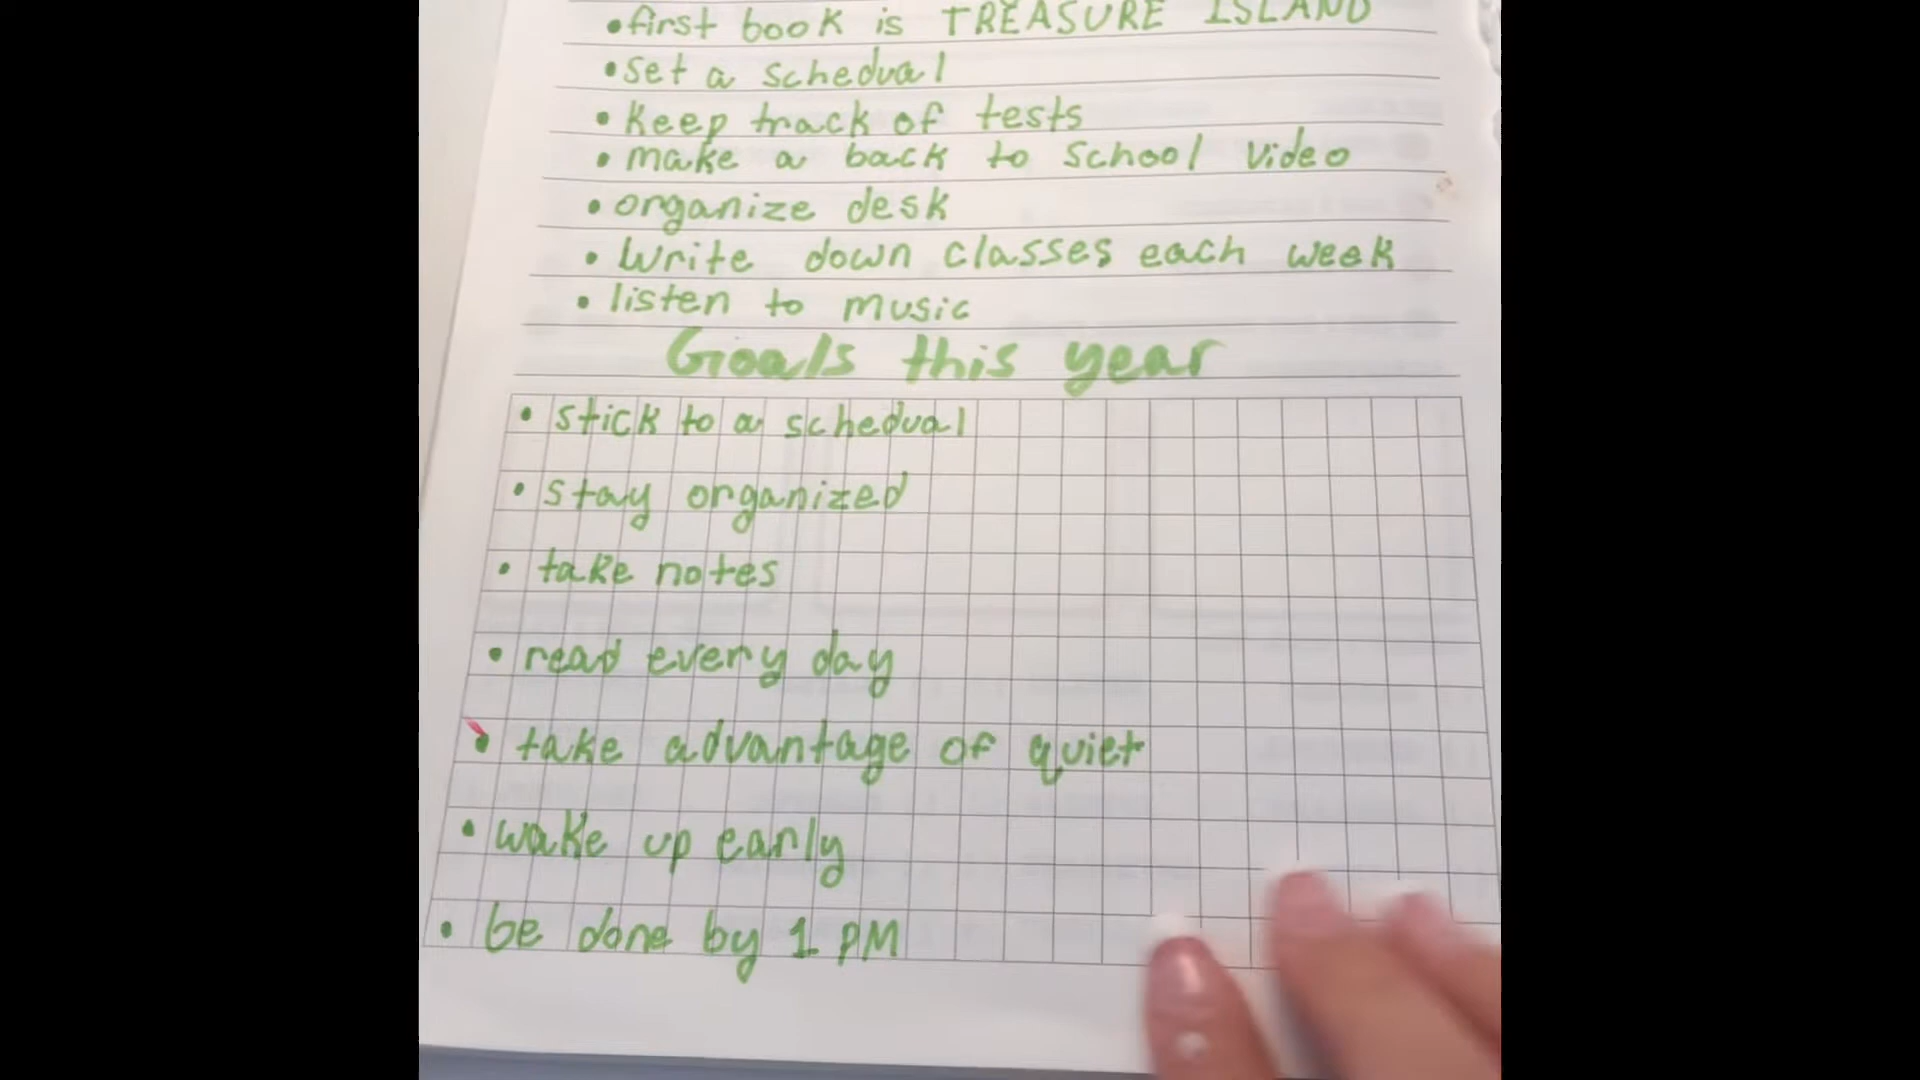 • first book is TREASURE ISLAND
• set a schedual
• keep track of tests
• make a back to school video
• organize desk
• Write down classes each week
• listen to music
Goals this year
• stick to a schedual
• stay organized
• take notes
• read every day
• take advantage of quiet
• wake up early
• be done by 1 PM